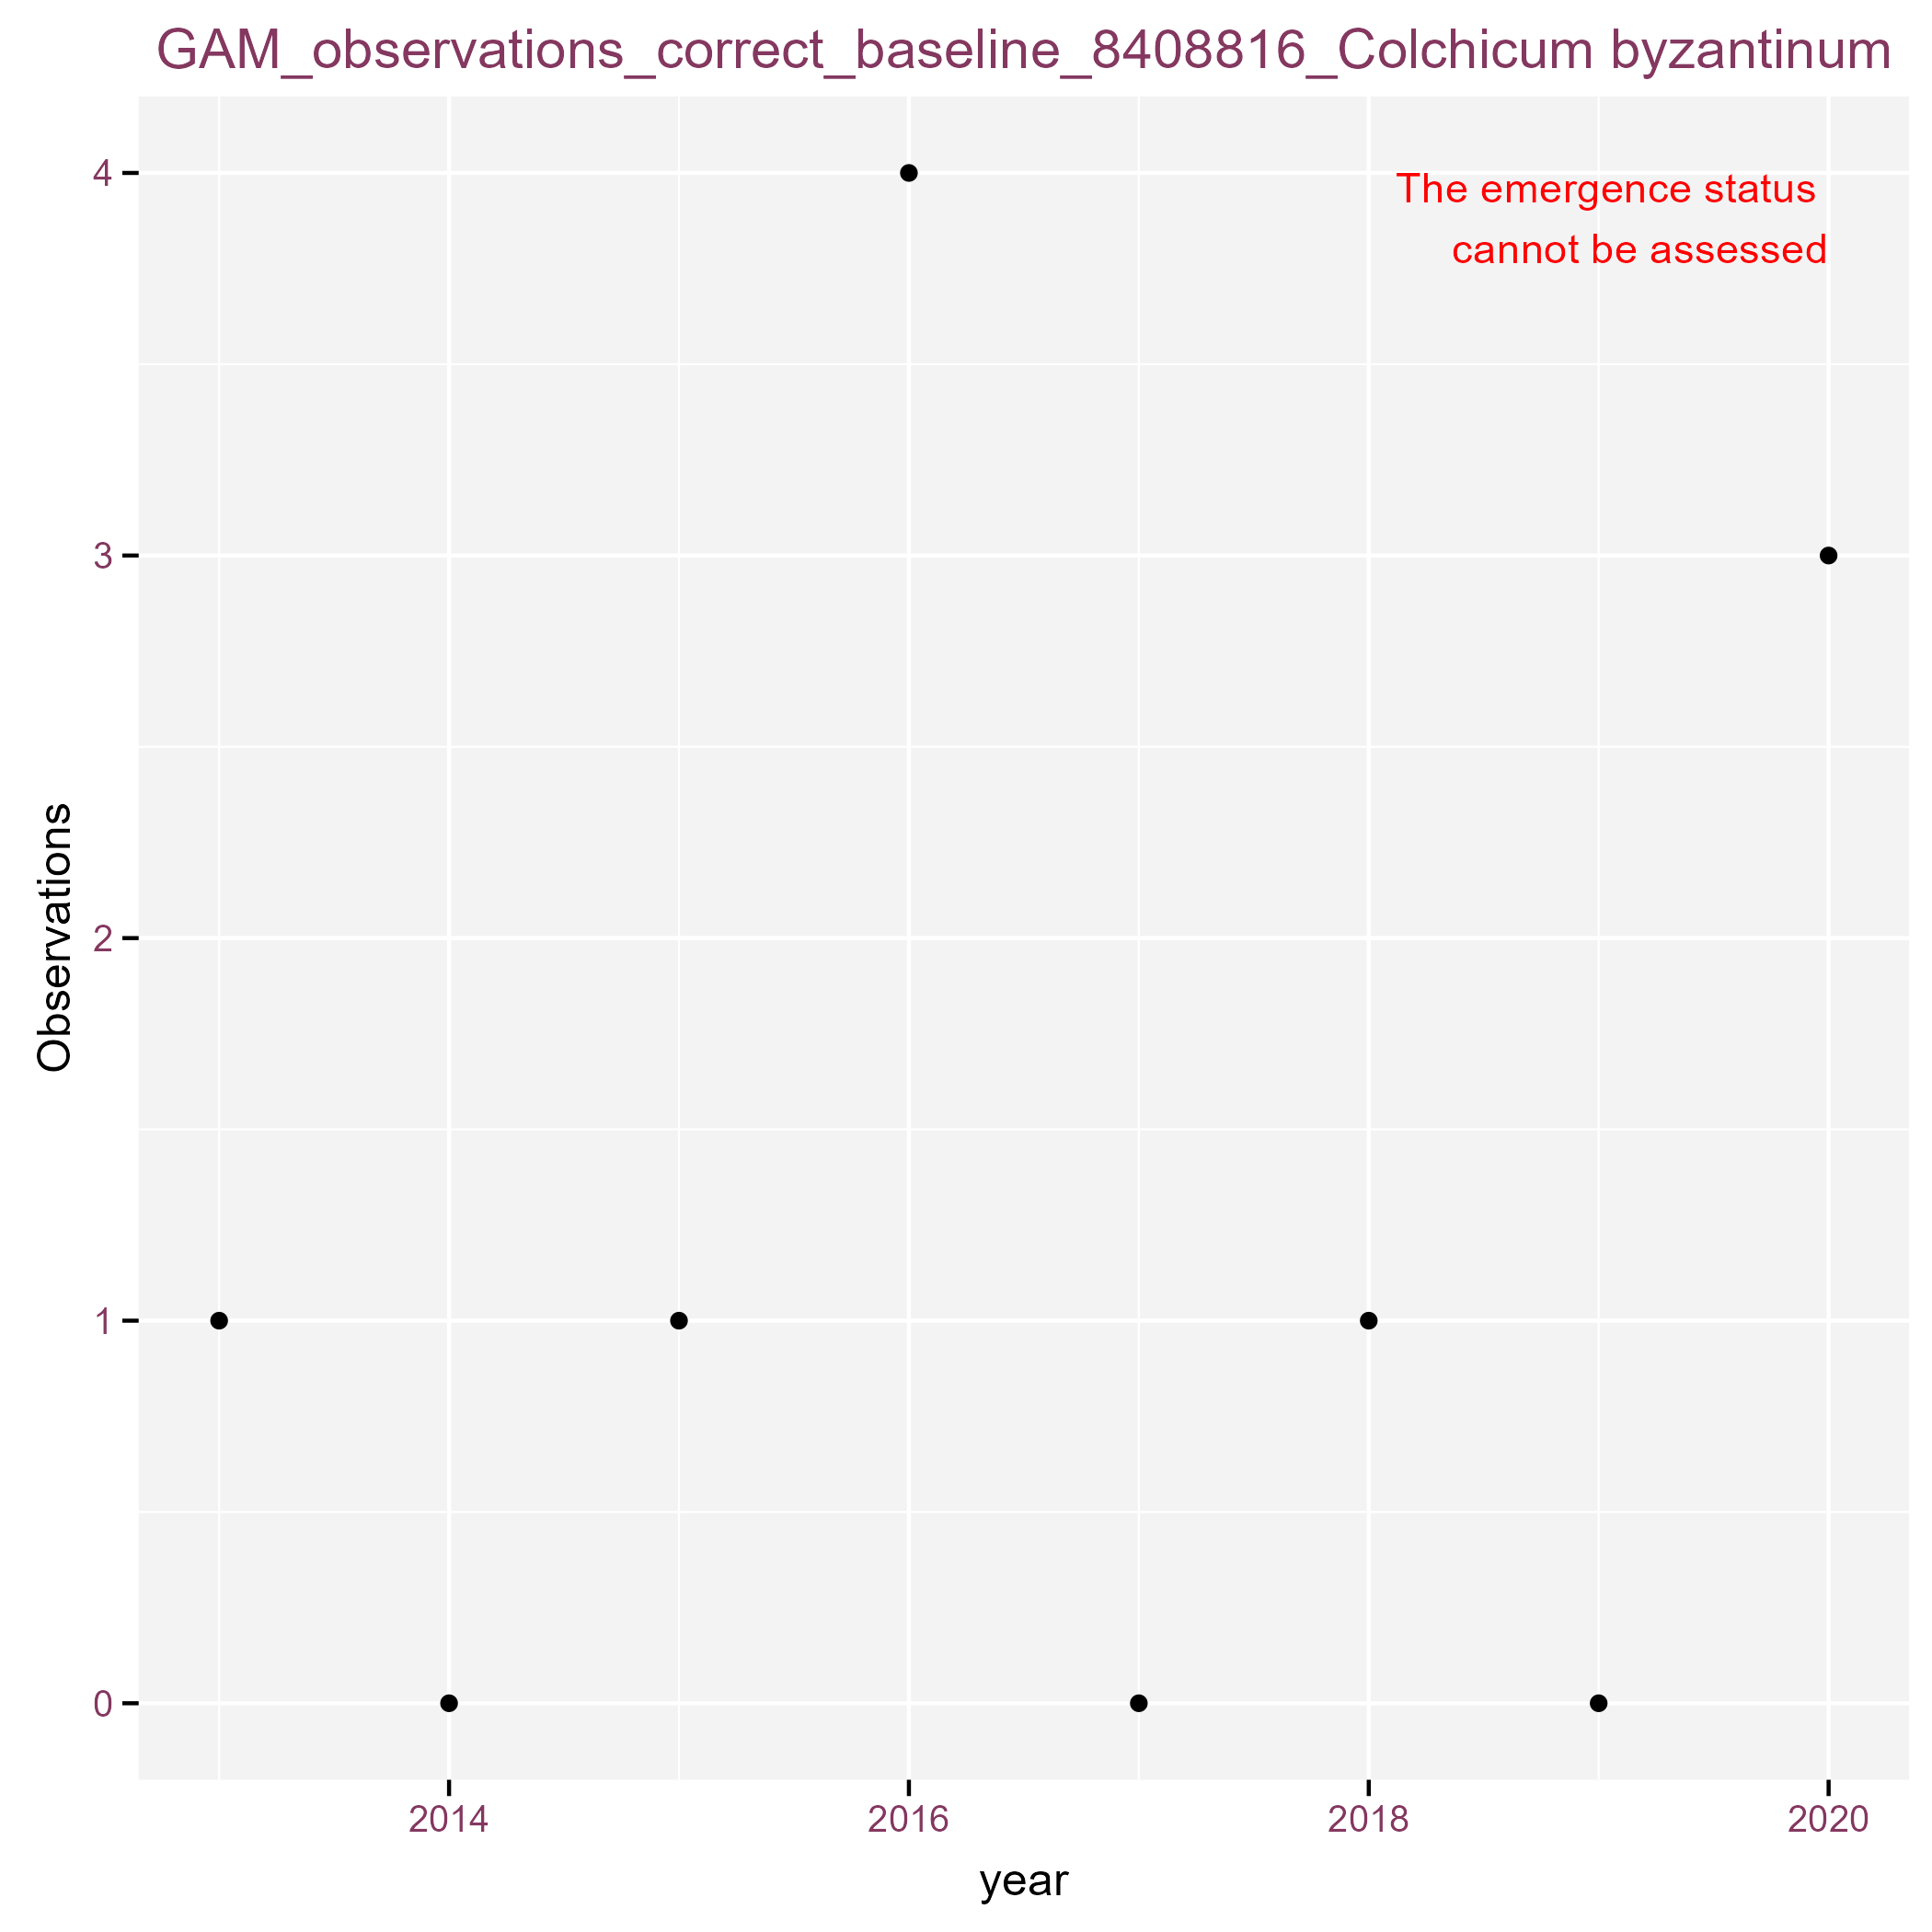 GAM_observations_correct_baseline_8408816_Colchicum byzantinum
The emergence status
cannot be assessed
4
3
2
1
0
Observations
2014 2016 2018 2020
year